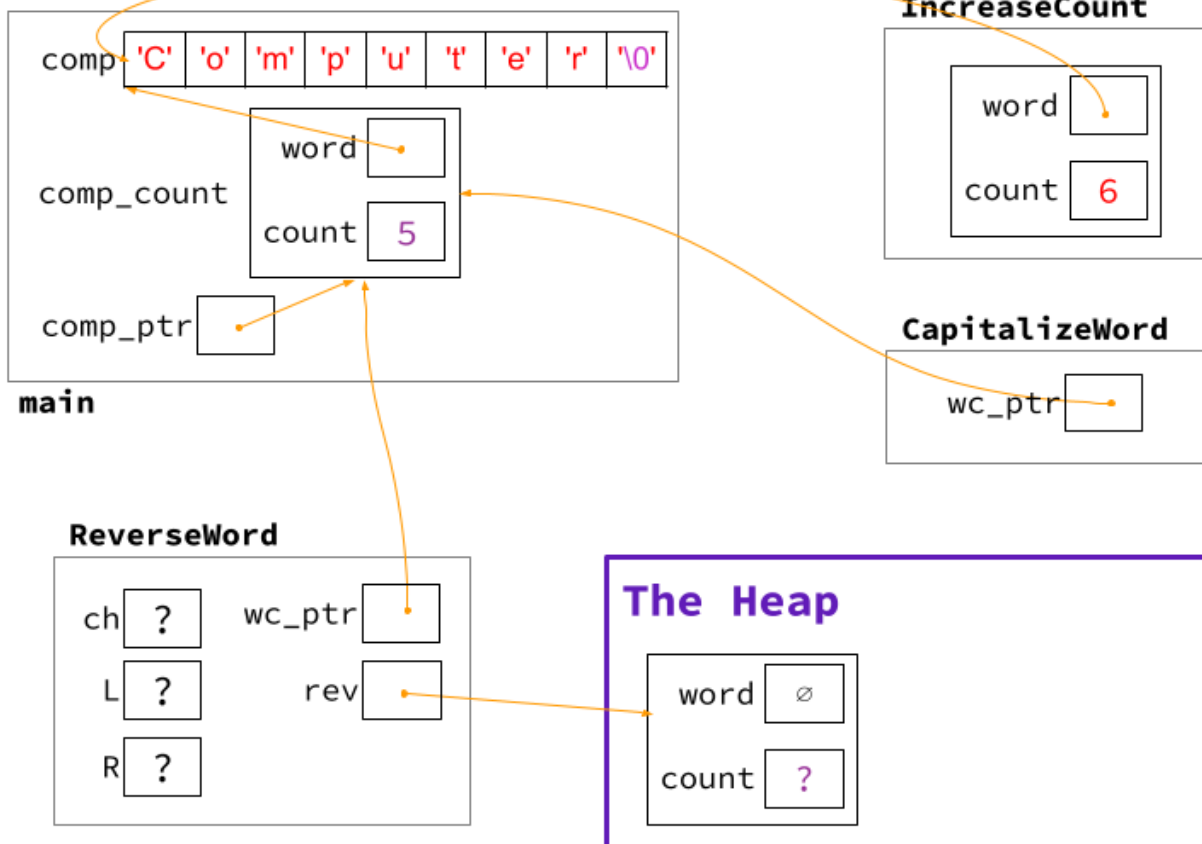 IncreaseCount
comp 'C' 'o' 'm' 'p' 'u' 't' 'e' 'r' '\0'
word
comp_count
count 5
comp_ptr
main
word
count 6
CapitalizeWord
wc_ptr
ReverseWord
ch ?
L ?
R ?
wc_ptr
rev
The Heap
word ∅
count ?